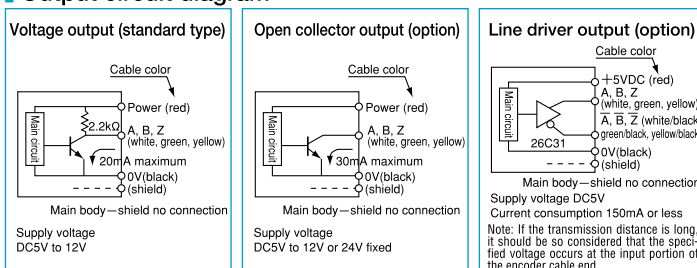 Output circuit diagram
Voltage output (standard type)
Cable color
Main circuit
2.2kΩ
Power (red)
A, B, Z
(white, green, yellow)
20mA maximum
0V(black)
(shield)
Main body—shield no connection
Supply voltage
DC5V to 12V
Open collector output (option)
Cable color
Main circuit
Power (red)
A, B, Z
(white, green, yellow)
30mA maximum
0V(black)
(shield)
Main body—shield no connection
Supply voltage
DC5V to 12V or 24V fixed
Line driver output (option)
Cable color
Main circuit
26C31
+5VDC (red)
A, B, Z
(white, green, yellow)
A, B, Z (white/black
green/black, yellow/black
0V(black)
(shield)
Main body—shield no connection
Supply voltage DC5V
Current consumption 150mA or less
Note: If the transmission distance is long,
it should be so considered that the speci-
fied voltage occurs at the input portion of
the encoder cable end